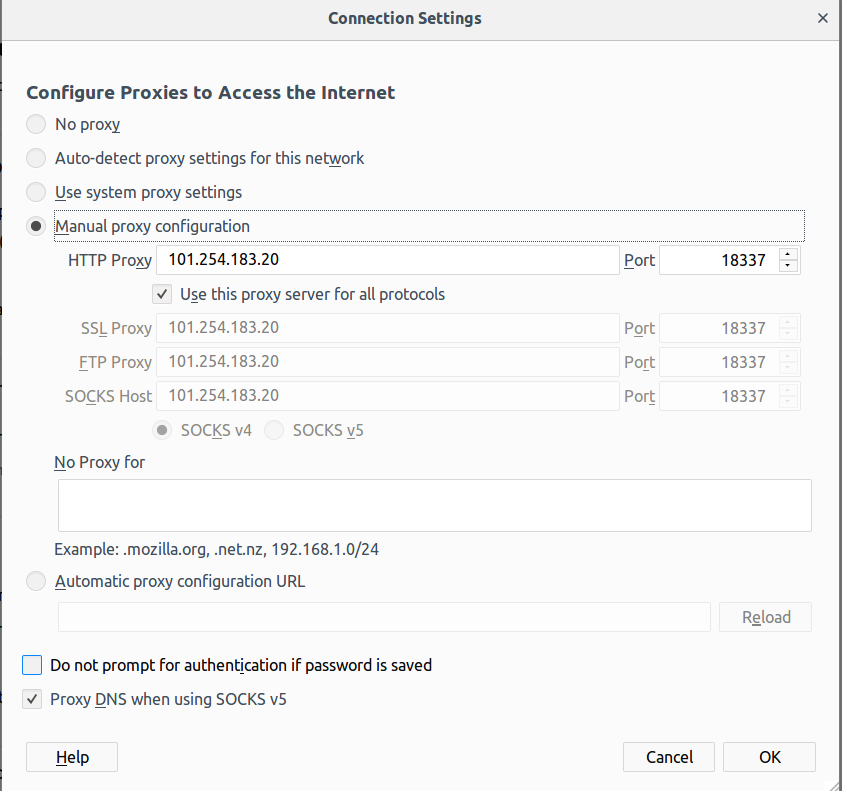 Connection Settings
Configure Proxies to Access the Internet
No proxy
Auto-detect proxy settings for this network
Use system proxy settings
Manual proxy configuration
HTTP Proxy 101.254.183.20 Port 18337
Use this proxy server for all protocols
SSL Proxy 101.254.183.20 Port 18337
FTP Proxy 101.254.183.20 Port 18337
SOCKS Host 101.254.183.20 Port 18337
SOCKS v4 SOCKS v5
No Proxy for
Example: .mozilla.org, .net.nz, 192.168.1.0/24
Automatic proxy configuration URL
Reload
Do not prompt for authentication if password is saved
Proxy DNS when using SOCKS v5
Help Cancel OK